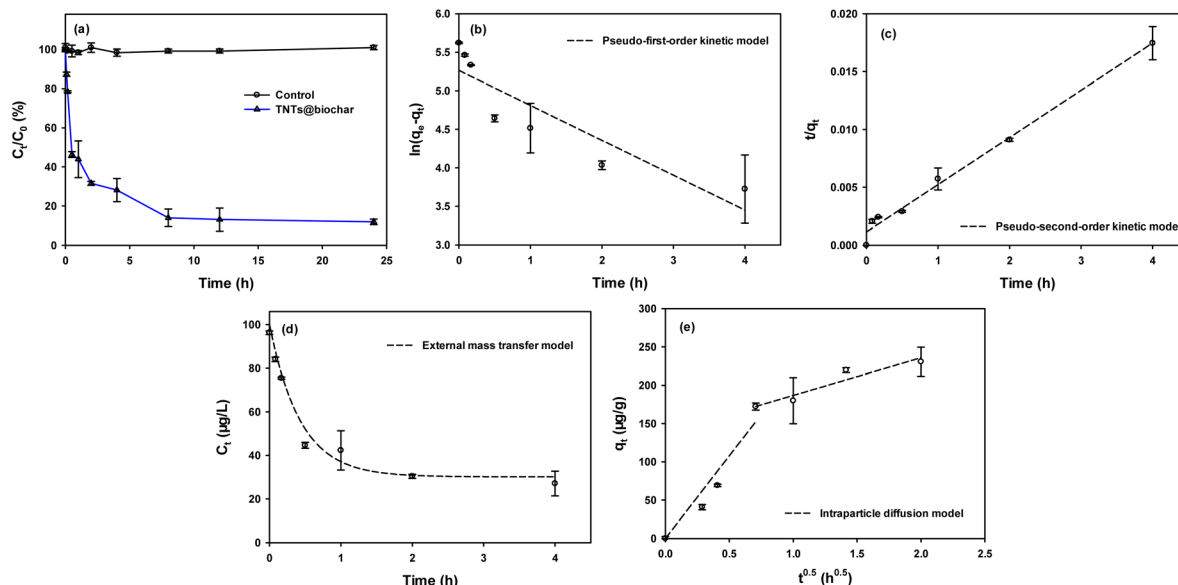 (a)
C_t/C_0 (%)
120
100
80
60
40
20
0
Control
TNTs@biochar
0 5 10 15 20 25
Time (h)
(b)
ln(q_e-q_t)
6.0
5.5
5.0
4.5
4.0
3.5
3.0
Pseudo-first-order kinetic model
0 1 2 3 4
Time (h)
(c)
t/q_t
0.020
0.015
0.010
0.005
0.000
Pseudo-second-order kinetic model
0 1 2 3 4
Time (h)
(d)
C_t (µg/L)
100
80
60
40
20
0
External mass transfer model
0 1 2 3 4
Time (h)
(e)
q_t (µg/g)
300
250
200
150
100
50
0
Intraparticle diffusion model
0.0 0.5 1.0 1.5 2.0 2.5
t^0.5 (h^0.5)